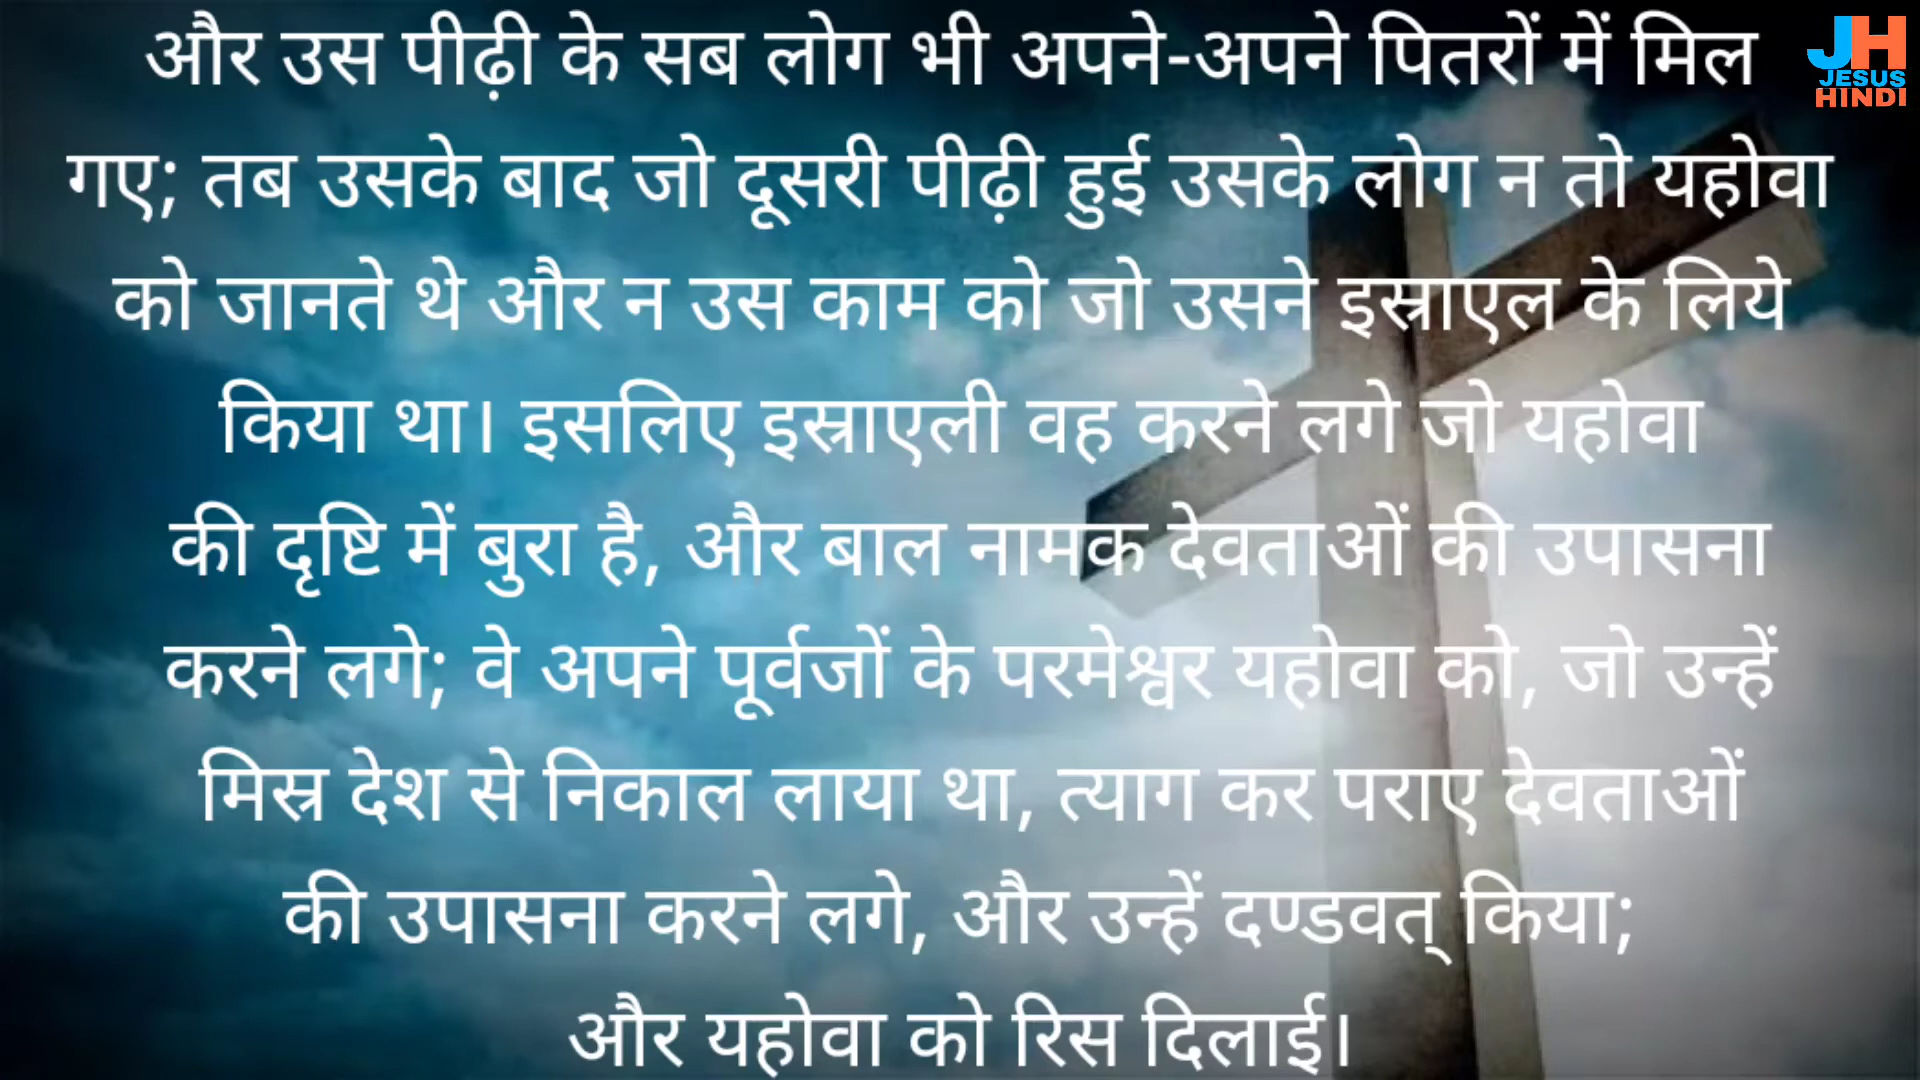 और उस पीढ़ी के सब लोग भी अपने-अपने पितरों में मिल
गए; तब उसके बाद जो दूसरी पीढ़ी हुई उसके लोग न तो यहोवा
को जानते थे और न उस काम को जो उसने इस्राएल के लिये
किया था। इसलिए इस्राएली वह करने लगे जो यहोवा
की दृष्टि में बुरा है, और बाल नामक देवताओं की उपासना
करने लगे; वे अपने पूर्वजों के परमेश्वर यहोवा को, जो उन्हें
मिस्र देश से निकाल लाया था, त्याग कर पराए देवताओं
की उपासना करने लगे, और उन्हें दण्डवत् किया;
और यहोवा को रिस दिलाई।
JH
JESUS
HINDI